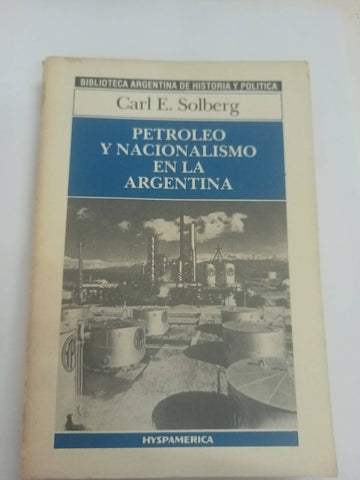 BIBLIOTECA ARGENTINA DE HISTORIA Y POLITICA
Carl E. Solberg
PETROLEO
Y NACIONALISMO
EN LA
ARGENTINA
HYSPAMERICA